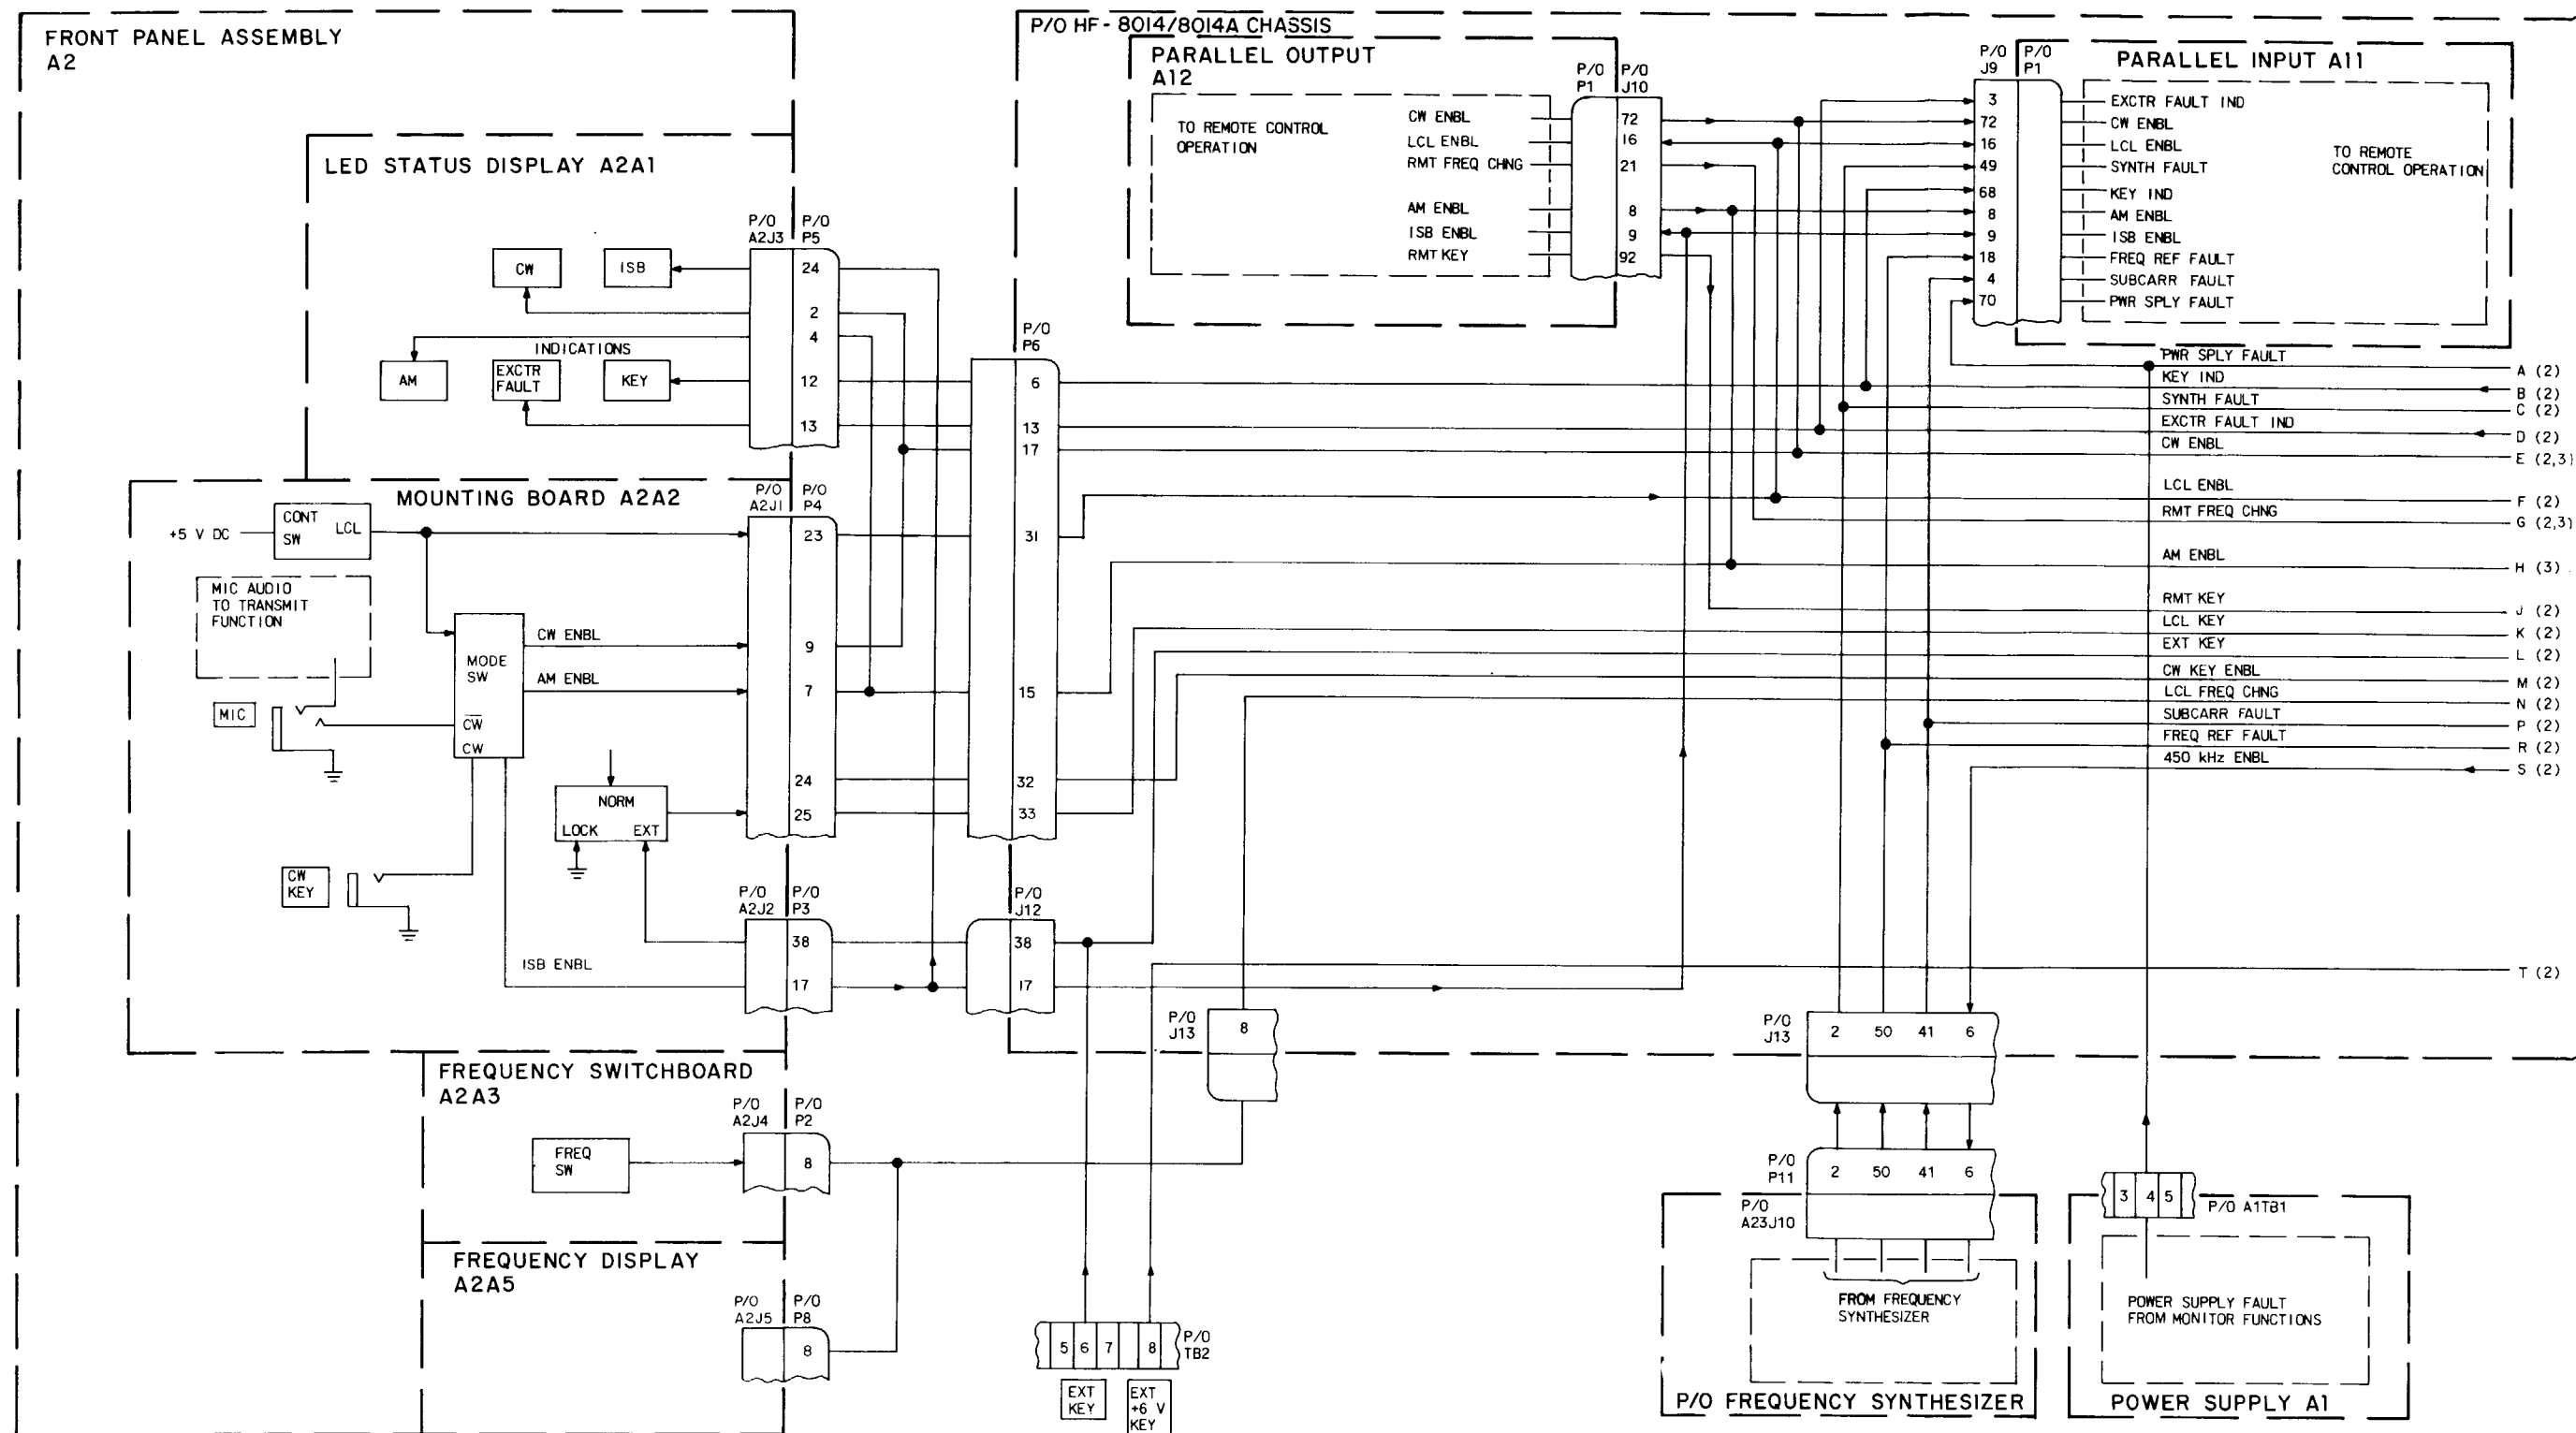 FRONT PANEL ASSEMBLY
A2
LED STATUS DISPLAY A2A1
P/O
A2J3
P/O
P5
CW
ISB
24
2
4
INDICATIONS
AM
EXCTR
FAULT
KEY
12
13
MOUNTING BOARD A2A2
P/O
A2J1
P/O
P4
+5 V DC
CONT
SW
LCL
23
MIC AUDIO
TO TRANSMIT
FUNCTION
MODE
SW
CW
CW
CW ENBL
9
AM ENBL
7
MIC
24
NORM
LOCK
EXT
25
CW
KEY
P/O
A2J2
P/O
P3
38
ISB ENBL
17
FREQUENCY SWITCHBOARD
A2A3
P/O
A2J4
P/O
P2
FREQ
SW
8
FREQUENCY DISPLAY
A2A5
P/O
A2J5
P/O
P8
8
P/O HF-8014/8014A CHASSIS
PARALLEL OUTPUT
A12
TO REMOTE CONTROL
OPERATION
P/O
P1
P/O
J10
CW ENBL
72
LCL ENBL
16
RMT FREQ CHNG
21
AM ENBL
8
ISB ENBL
9
RMT KEY
92
P/O
J9
P/O
P1
PARALLEL INPUT A11
3
EXCTR FAULT IND
72
CW ENBL
16
LCL ENBL
49
SYNTH FAULT
68
KEY IND
8
AM ENBL
9
ISB ENBL
18
FREQ REF FAULT
4
SUBCARR FAULT
70
PWR SPLY FAULT
TO REMOTE
CONTROL OPERATION
P/O
P6
6
13
17
31
15
32
33
P/O
J12
38
17
PWR SPLY FAULT
A (2)
KEY IND
B (2)
SYNTH FAULT
C (2)
EXCTR FAULT IND
D (2)
CW ENBL
E (2,3)
LCL ENBL
F (2)
RMT FREQ CHNG
G (2,3)
AM ENBL
H (3)
RMT KEY
J (2)
LCL KEY
K (2)
EXT KEY
L (2)
CW KEY ENBL
M (2)
LCL FREQ CHNG
N (2)
SUBCARR FAULT
P (2)
FREQ REF FAULT
R (2)
450 kHz ENBL
S (2)
T (2)
P/O
J13
8
P/O
J13
2 50 41 6
P/O
P11
2 50 41 6
P/O
A23J10
FROM FREQUENCY
SYNTHESIZER
P/O FREQUENCY SYNTHESIZER
3 4 5
P/O A1TB1
POWER SUPPLY FAULT
FROM MONITOR FUNCTIONS
POWER SUPPLY A1
5 6 7 8
P/O
TB2
EXT
KEY
EXT
+6 V
KEY